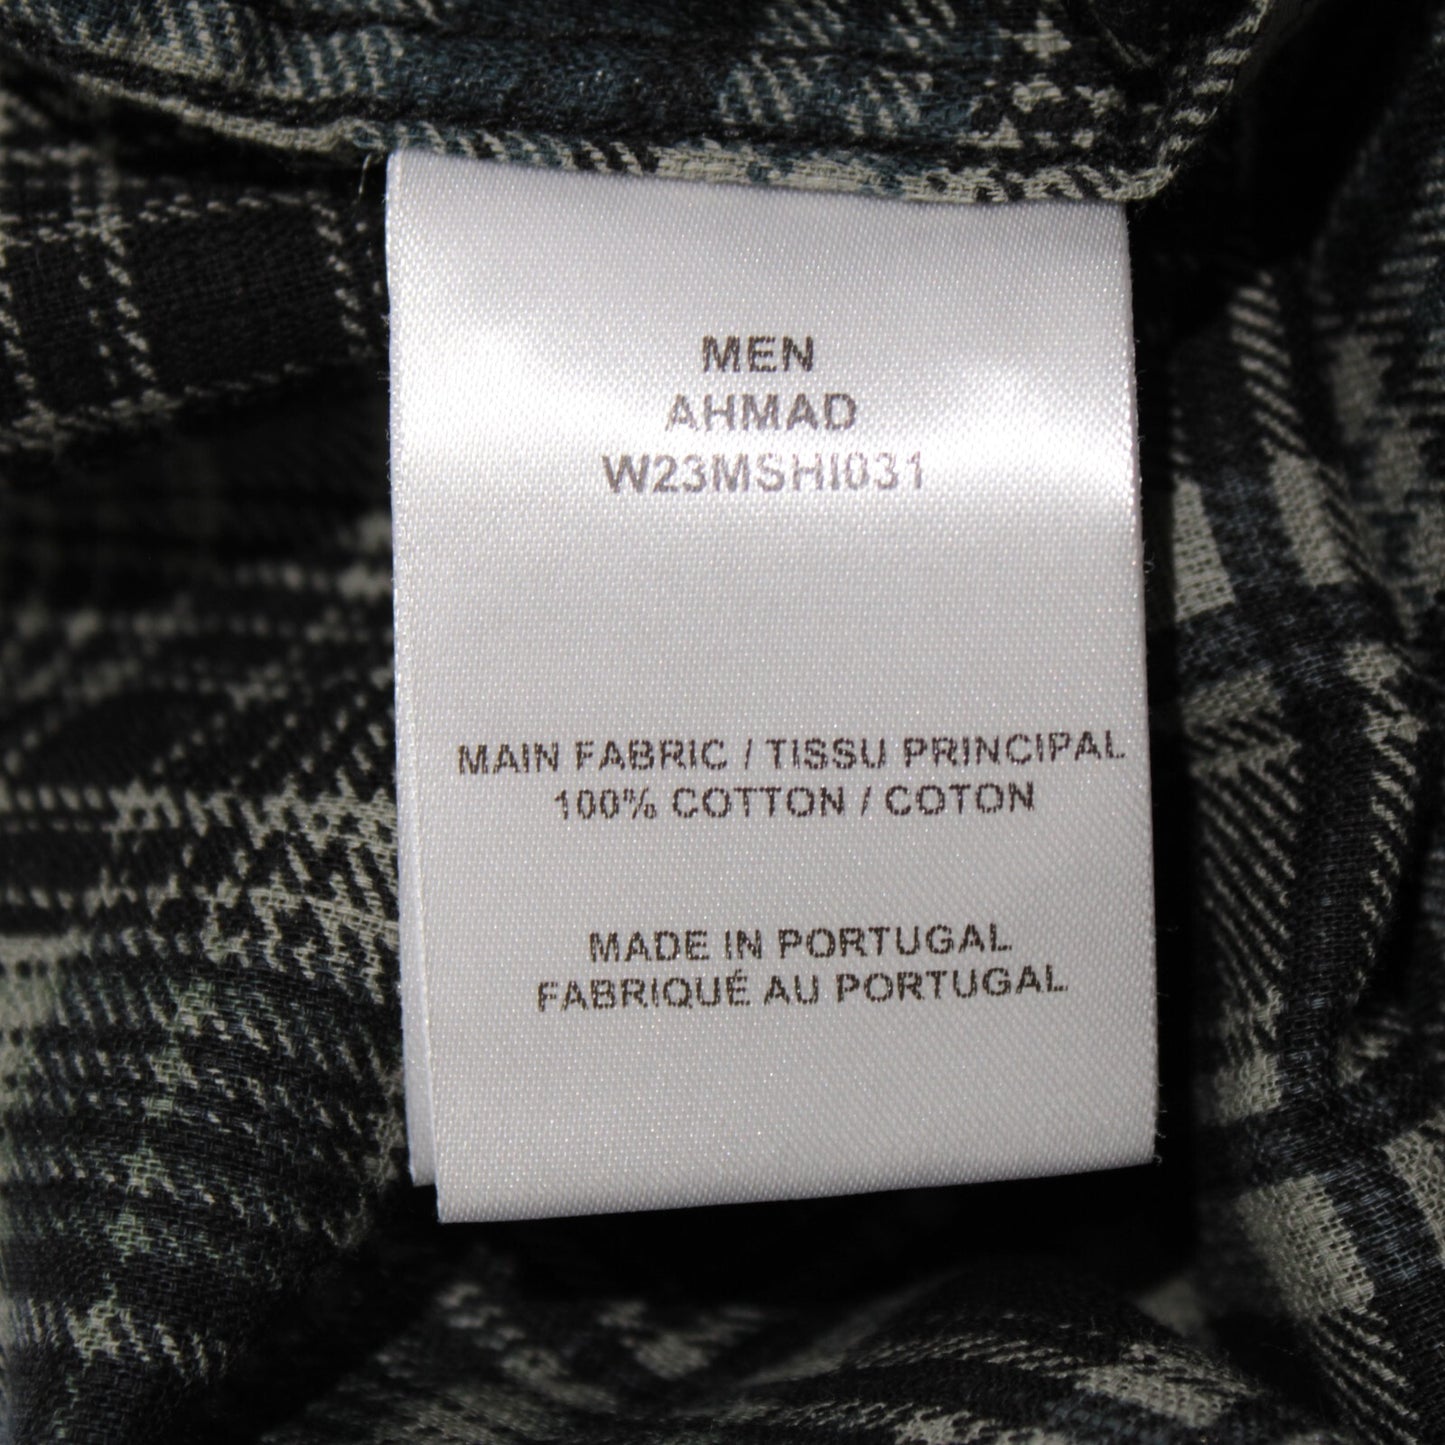 MEN
AHMAD
W23MSHI031
MAIN FABRIC / TISSU PRINCIPAL
100% COTTON / COTON
MADE IN PORTUGAL
FABRIQUÉ AU PORTUGAL